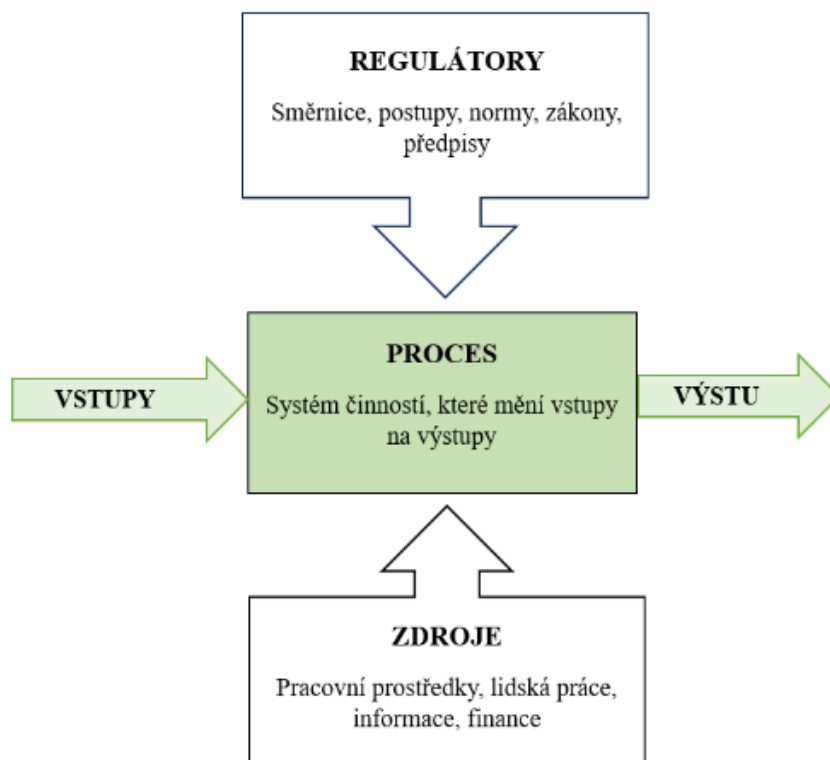 REGULÁTORY
Směrnice, postupy, normy, zákony,
předpisy
PROCES
Systém činností, které mění vstupy
na výstupy
VSTUPY
VÝSTU
ZDROJE
Pracovní prostředky, lidská práce,
informace, finance